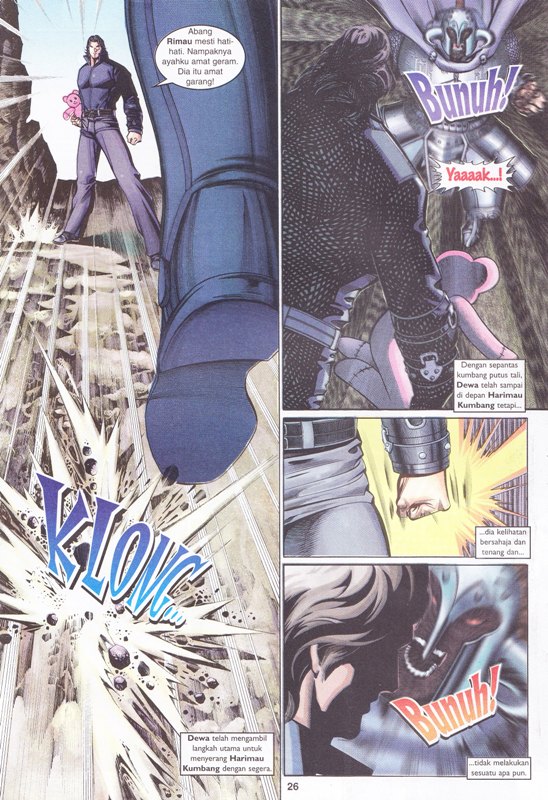 Abang
Rimau mesti hati-
hati. Nampaknya
ayahku amat geram.
Dia itu amat
garang!
KLONG...
Dewa telah mengambil
langkah utama untuk
menyerang Harimau
Kumbang dengan segera.
Bunuh!
Yaaaak...!
Dengan sepantas
kumbang putus tali,
Dewa telah sampai
di depan Harimau
Kumbang tetapi...
...dia kelihatan
bersahaja dan
tenang dan...
Bunuh!
...tidak melakukan
sesuatu apa pun.
26